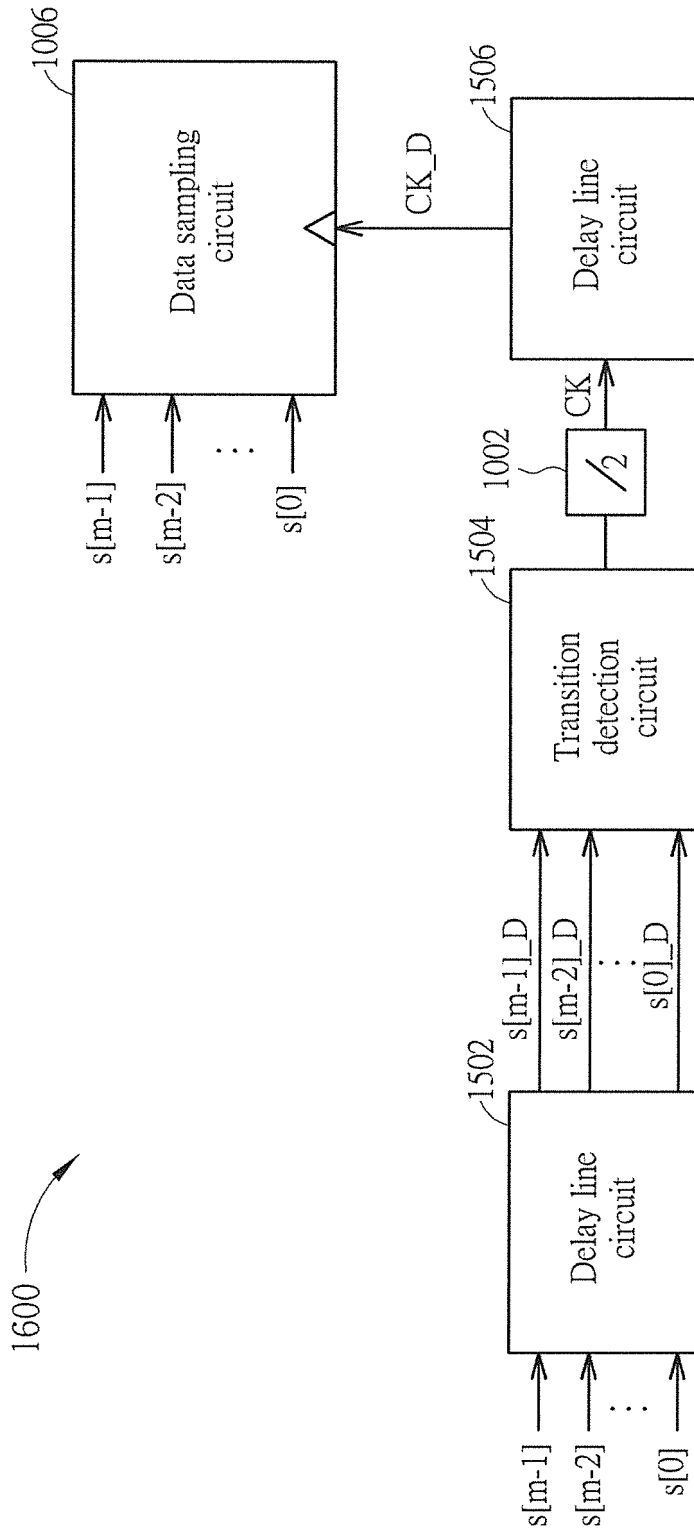 1600
s[m-1]
s[m-2]
...
s[0]
1502
Delay line
circuit
s[m-1]_D
s[m-2]_D
...
s[0]_D
1504
Transition
detection
circuit
1002
/2
CK
1506
Delay line
circuit
CK_D
s[m-1]
s[m-2]
...
s[0]
1006
Data sampling
circuit